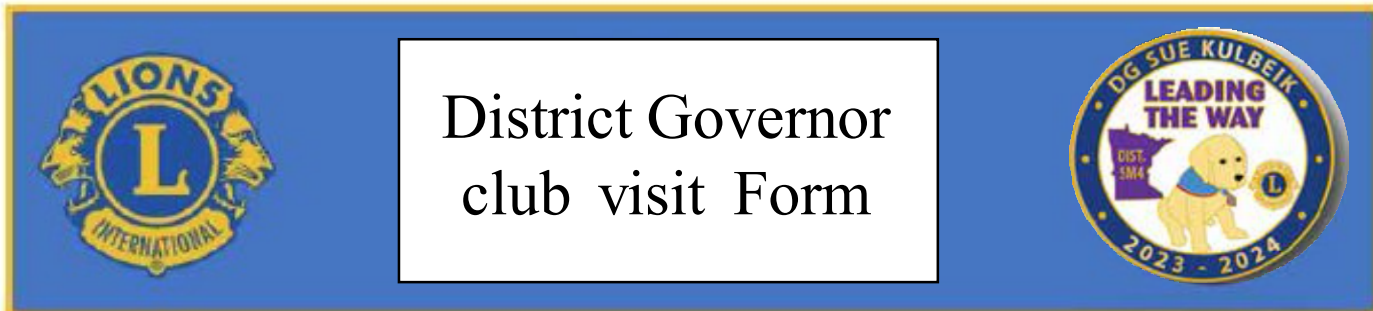 LIONS
L
INTERNATIONAL
District Governor
club visit Form
DG SUE KULBEIK
LEADING
THE WAY
DIST.
5M4
L
2023 - 2024